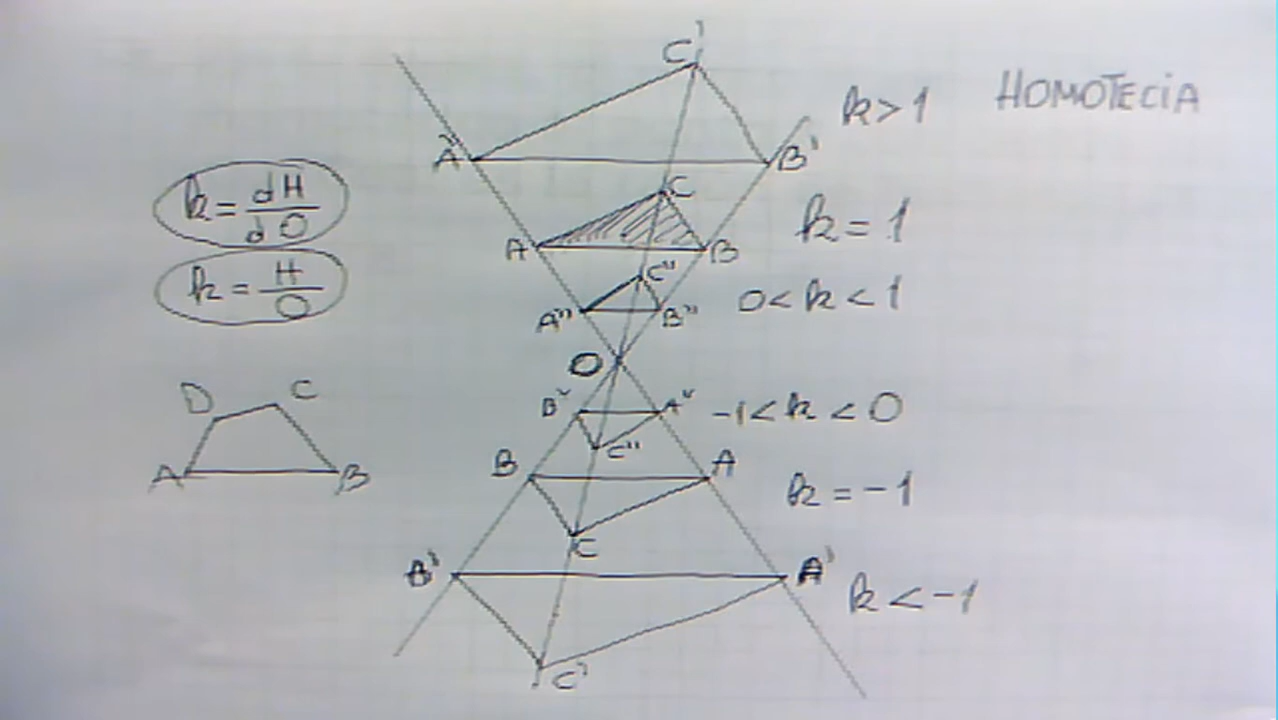 HOMOTECIA
C'
k > 1
A' B'
k = dH / dO
C
k = 1
A B
k = H / O
C"
0 < k < 1
A" B"
O
D C
A B
B" A"
-1 < k < 0
C"
B A
k = -1
C
B' A'
k < -1
C'